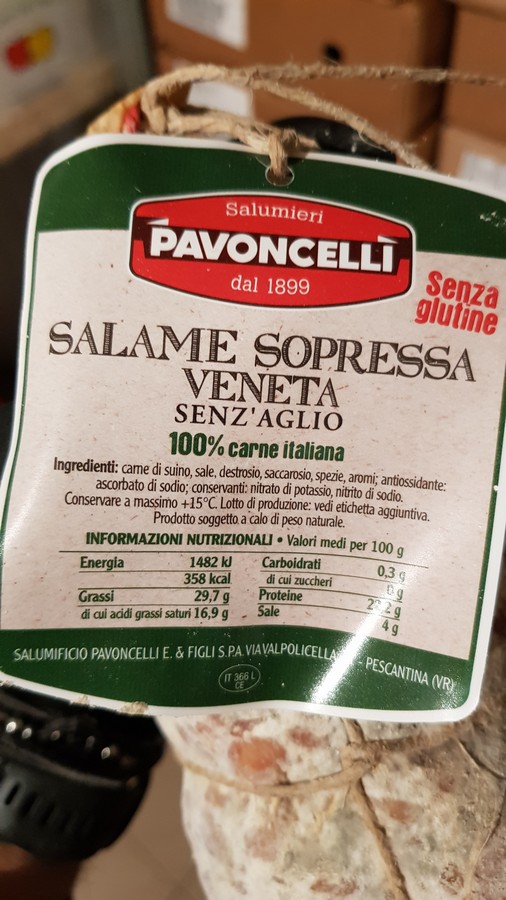 Salumieri
PAVONCELLI
dal 1899
Senza
glutine
SALAME SOPRESSA
VENETA
SENZ'AGLIO
100% carne italiana
Ingredienti: carne di suino, sale, destrosio, saccarosio, spezie, aromi; antiossidante:
ascorbato di sodio; conservanti: nitrato di potassio, nitrito di sodio.
Conservare a massimo +15°C. Lotto di produzione: vedi etichetta aggiuntiva.
Prodotto soggetto a calo di peso naturale.
INFORMAZIONI NUTRIZIONALI • Valori medi per 100 g
Energia 1482 kJ
358 kcal
Grassi 29,7 g
di cui acidi grassi saturi 16,9 g
Carboidrati 0,3 g
di cui zuccheri 0 g
Proteine
Sale 4 g
SALUMIFICIO PAVONCELLI E. & FIGLI S.P.A. VIA VALPOLICELLA - PESCANTINA (VR)
IT 366 L
CE